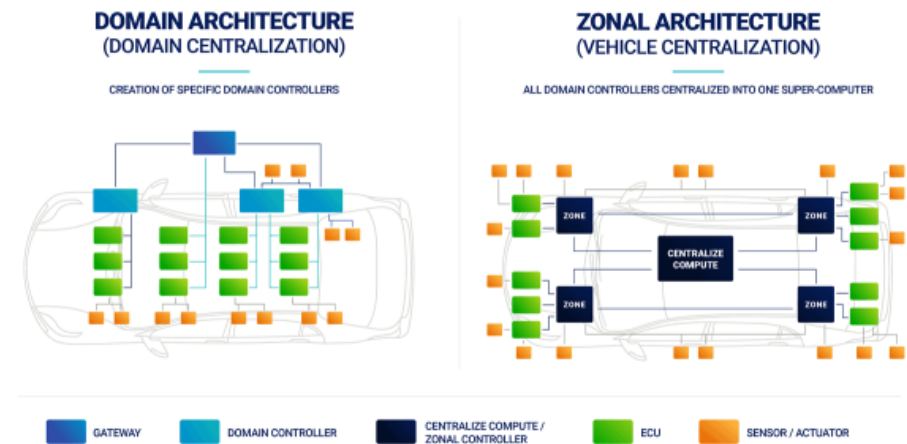 DOMAIN ARCHITECTURE
(DOMAIN CENTRALIZATION)
CREATION OF SPECIFIC DOMAIN CONTROLLERS
ZONAL ARCHITECTURE
(VEHICLE CENTRALIZATION)
ALL DOMAIN CONTROLLERS CENTRALIZED INTO ONE SUPER-COMPUTER
ZONE
ZONE
CENTRALIZE
COMPUTE
ZONE
ZONE
GATEWAY
DOMAIN CONTROLLER
CENTRALIZE COMPUTE /
ZONAL CONTROLLER
ECU
SENSOR / ACTUATOR